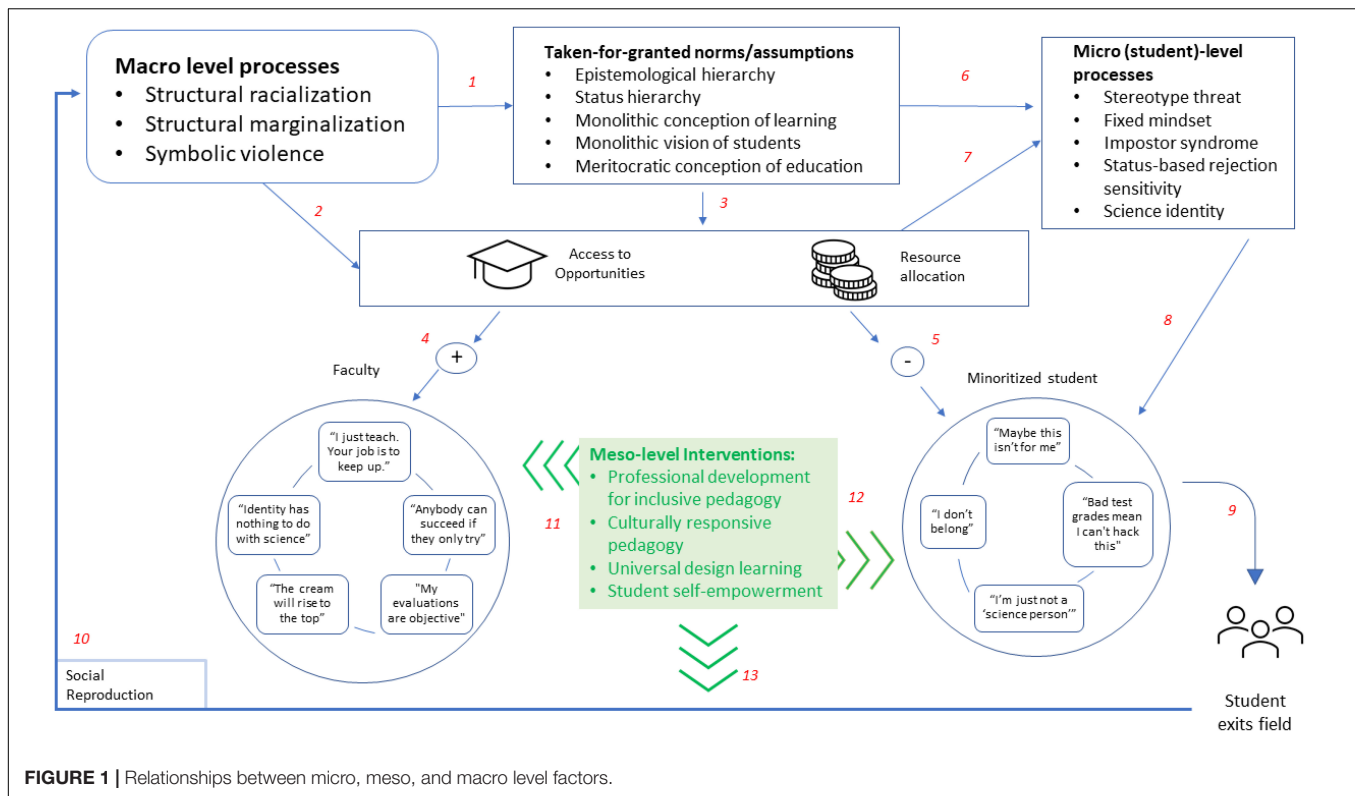 Macro level processes
• Structural racialization
• Structural marginalization
• Symbolic violence
1
Taken-for-granted norms/assumptions
• Epistemological hierarchy
• Status hierarchy
• Monolithic conception of learning
• Monolithic vision of students
• Meritocratic conception of education
6
Micro (student)-level
processes
• Stereotype threat
• Fixed mindset
• Impostor syndrome
• Status-based rejection
sensitivity
• Science identity
7
2
3
Access to
Opportunities
Resource
allocation
4
+
5
-
8
Faculty
"I just teach.
Your job is to
keep up."
"Identity has
nothing to do
with science"
"Anybody can
succeed if
they only try"
"The cream
will rise to
the top"
"My
evaluations
are objective"
11
Meso-level Interventions:
• Professional development
for inclusive pedagogy
• Culturally responsive
pedagogy
• Universal design learning
• Student self-empowerment
12
13
Minoritized student
"Maybe this
isn't for me"
"I don't
belong"
"Bad test
grades mean
I can't hack
this"
"I'm just not a
'science person'"
9
Student
exits field
10
Social
Reproduction
FIGURE 1 | Relationships between micro, meso, and macro level factors.